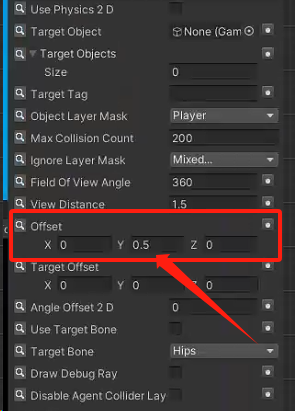 Use Physics 2 D
Target Object None (Gam
Target Objects
Size 0
Target Tag
Object Layer Mask Player
Max Collision Count 200
Ignore Layer Mask Mixed...
Field Of View Angle 360
View Distance 1.5
Offset
X 0 Y 0.5 Z 0
Target Offset
X 0 Y 0 Z 0
Angle Offset 2 D 0
Use Target Bone
Target Bone Hips
Draw Debug Ray
Disable Agent Collider Lay